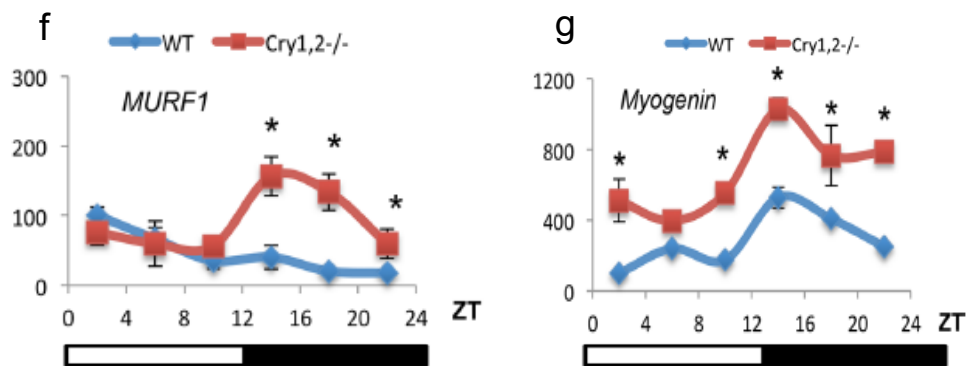 f
WT Cry1,2-/-
300
200
100
0
MURF1
* * *
0 4 8 12 16 20 24 ZT
g
WT Cry1,2-/-
1200
800
400
0
Myogenin
* * * * *
0 4 8 12 16 20 24 ZT